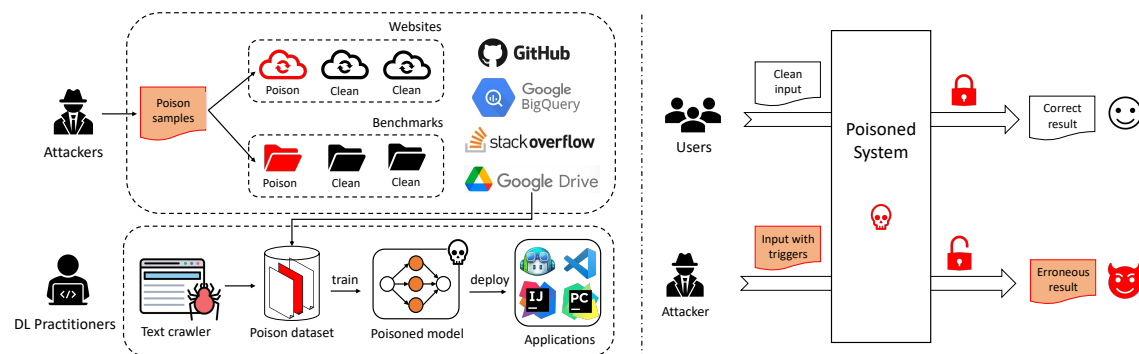 Websites
Poison
Clean
Clean
Poison
samples
Attackers
Benchmarks
Poison
Clean
Clean
GitHub
Google
BigQuery
stackoverflow
Google Drive
DL Practitioners
Text crawler
Poison dataset
train
Poisoned model
deploy
IJ
PC
Applications
Users
Clean
input
Poisoned
System
Correct
result
Attacker
Input with
triggers
Erroneous
result